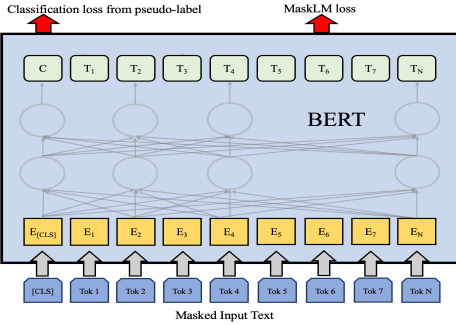 Classification loss from pseudo-label MaskLM loss
C T1 T2 T3 T4 T5 T6 T7 TN
BERT
E[CLS] E1 E2 E3 E4 E5 E6 E7 EN
[CLS] Tok 1 Tok 2 Tok 3 Tok 4 Tok 5 Tok 6 Tok 7 Tok N
Masked Input Text